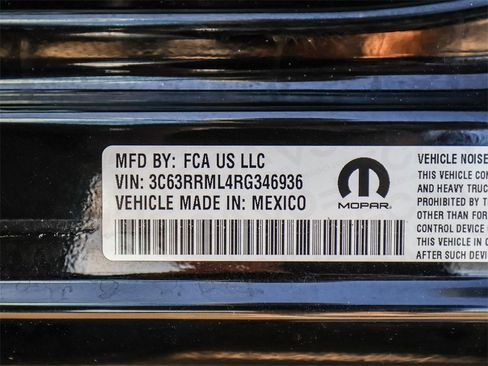 MFD BY: FCA US LLC
VIN: 3C63RRML4RG346936
VEHICLE MADE IN: MEXICO
MOPAR
VEHICLE NOISE
THIS VEHICLE CON
AND HEAVY TRUC
PROHIBITED BY T
OTHER THAN FOR
CONTROL DEVICE
THIS VEHICLE IN C
AFTER SUCH DEVI